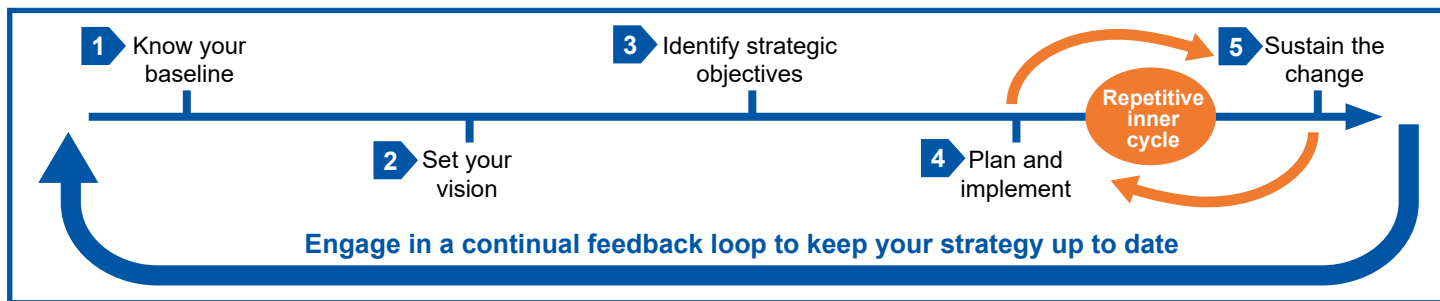 1 Know your
baseline
2 Set your
vision
3 Identify strategic
objectives
4 Plan and
implement
Repetitive
inner
cycle
5 Sustain the
change
Engage in a continual feedback loop to keep your strategy up to date